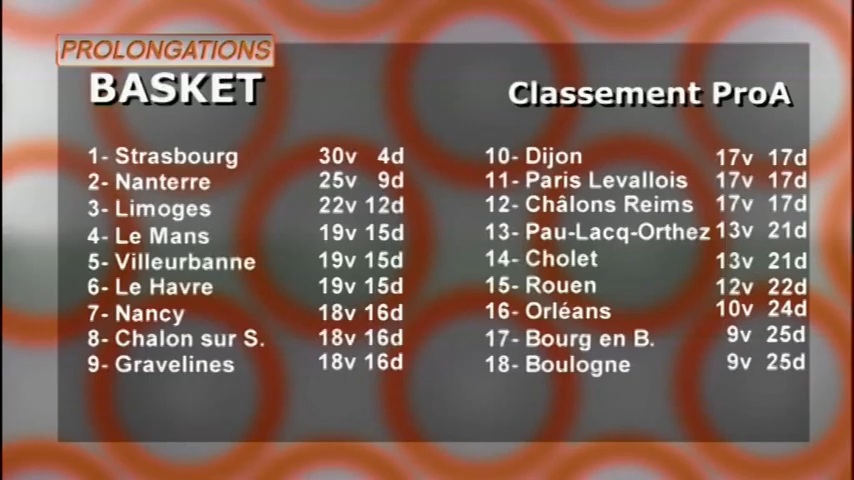 PROLONGATIONS
BASKET
Classement ProA
1- Strasbourg 30v 4d
2- Nanterre 25v 9d
3- Limoges 22v 12d
4- Le Mans 19v 15d
5- Villeurbanne 19v 15d
6- Le Havre 19v 15d
7- Nancy 18v 16d
8- Chalon sur S. 18v 16d
9- Gravelines 18v 16d
10- Dijon 17v 17d
11- Paris Levallois 17v 17d
12- Châlons Reims 17v 17d
13- Pau-Lacq-Orthez 13v 21d
14- Cholet 13v 21d
15- Rouen 12v 22d
16- Orléans 10v 24d
17- Bourg en B. 9v 25d
18- Boulogne 9v 25d